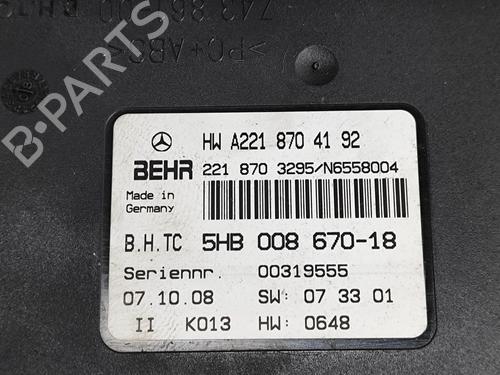 >PC+ABS<
B-PARTS
HW A221 870 41 92
BEHR 221 870 3295/N6558004
Made in
Germany
B.H.TC 5HB 008 670-18
Seriennr. 00319555
07.10.08 SW: 07 33 01
II K013 HW: 0648